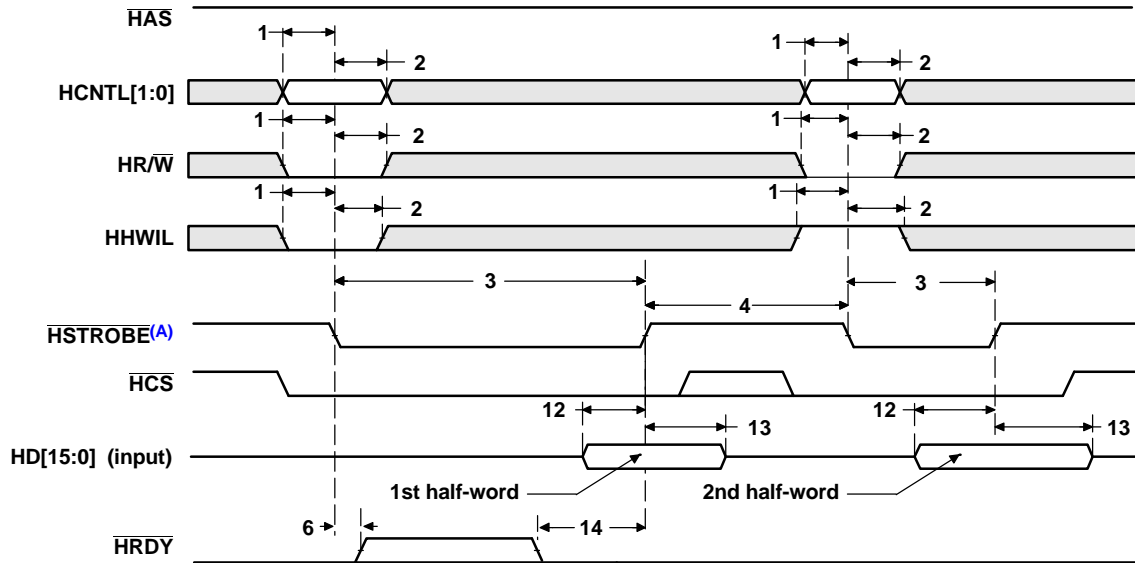 HAS
1
2
1
2
HCNTL[1:0]
1
2
1
2
HR/W
1
2
1
2
HHWIL
3
4
3
HSTROBE(A)
HCS
12
13
12
13
HD[15:0] (input)
1st half-word
2nd half-word
6
14
HRDY